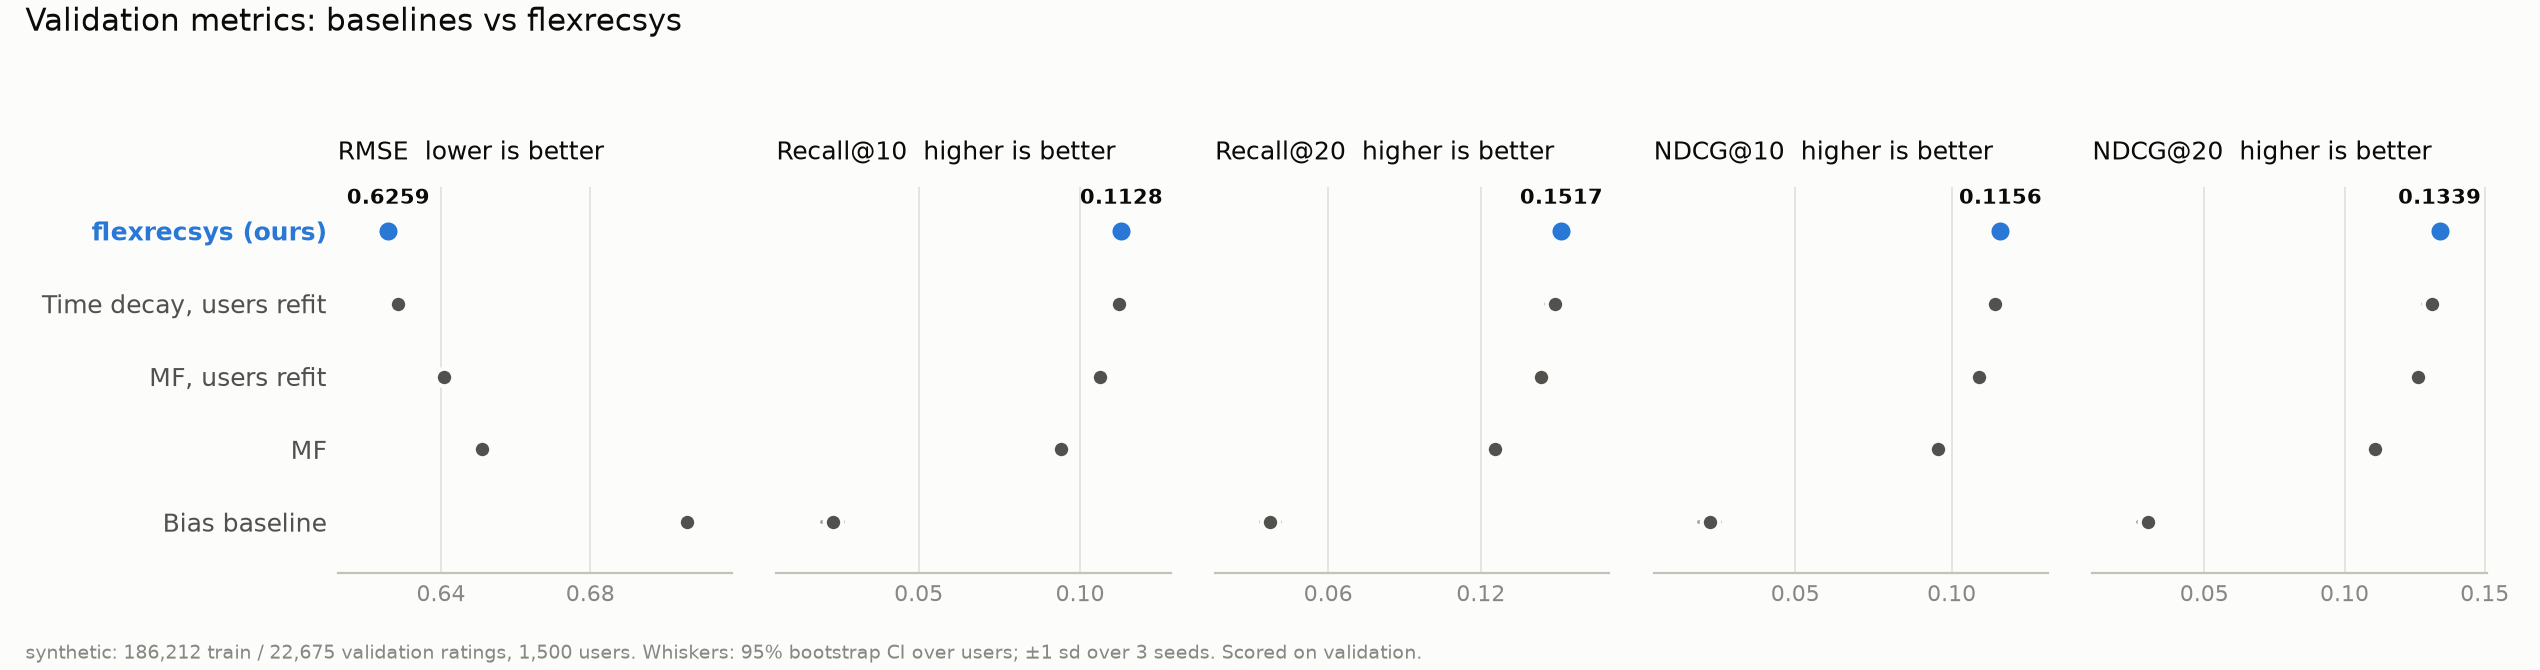 Validation metrics: baselines vs flexrecsys
RMSE  lower is better
Recall@10  higher is better
Recall@20  higher is better
NDCG@10  higher is better
NDCG@20  higher is better
0.6259
0.1128
0.1517
0.1156
0.1339
flexrecsys (ours)
Time decay, users refit
MF, users refit
MF
Bias baseline
0.64 0.68
0.05 0.10
0.06 0.12
0.05 0.10
0.05 0.10 0.15
synthetic: 186,212 train / 22,675 validation ratings, 1,500 users. Whiskers: 95% bootstrap CI over users; ±1 sd over 3 seeds. Scored on validation.